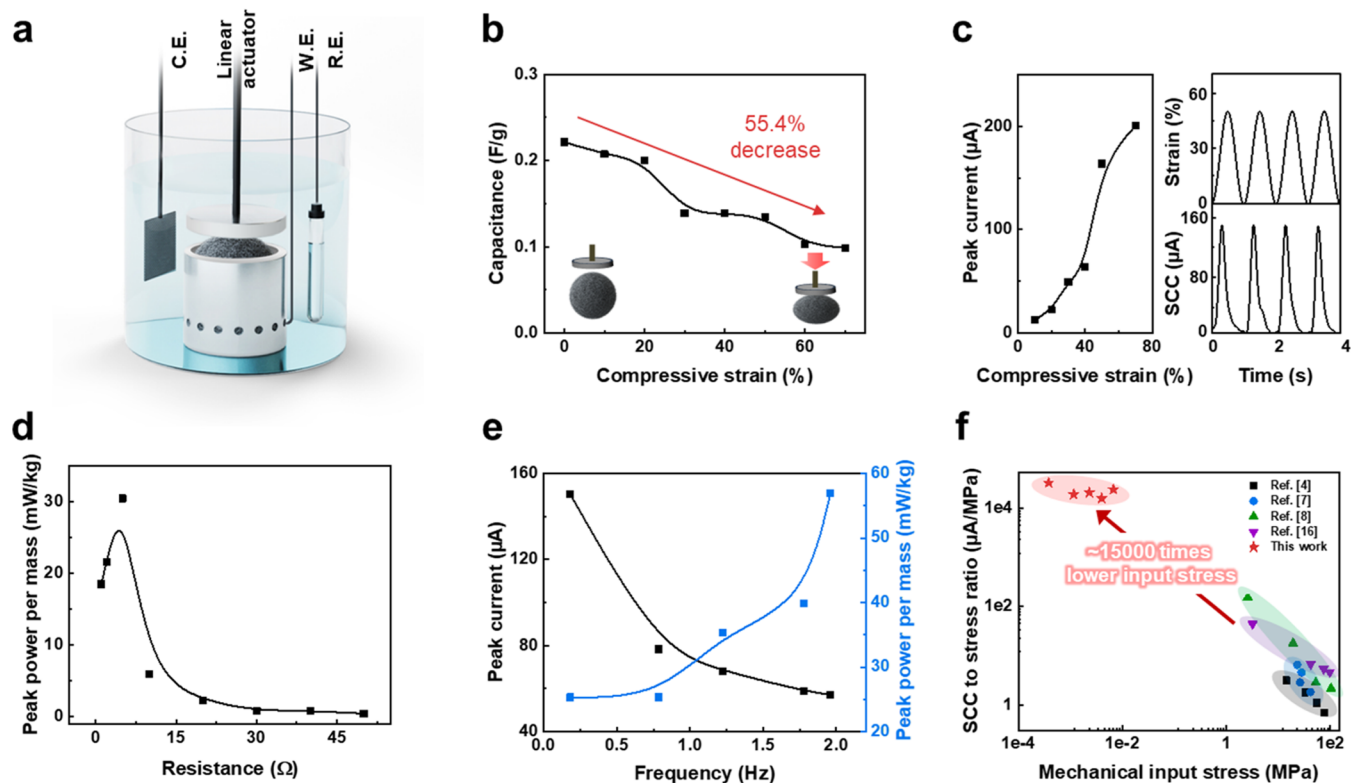 a
C.E.
Linear
actuator
W.E.
R.E.
b
0.3
0.2
0.1
0.0
Capacitance (F/g)
55.4%
decrease
0
20
40
60
Compressive strain (%)
c
200
100
0
Peak current (µA)
0
40
80
Compressive strain (%)
60
30
0
Strain (%)
160
80
0
SCC (µA)
0
2
4
Time (s)
d
30
20
10
0
Peak power per mass (mW/kg)
0
15
30
45
Resistance (Ω)
e
160
120
80
40
Peak current (µA)
60
50
40
30
20
Peak power per mass (mW/kg)
0.0
0.5
1.0
1.5
2.0
Frequency (Hz)
f
1e4
1e2
1
SCC to stress ratio (µA/MPa)
Ref. [4]
Ref. [7]
Ref. [8]
Ref. [16]
This work
~15000 times
lower input stress
1e-4
1e-2
1
1e2
Mechanical input stress (MPa)